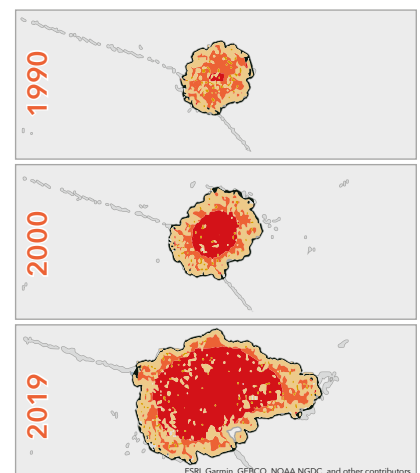 1990
2000
2019
ESRI, Garmin, GEBCO, NOAA NGDC, and other contributors